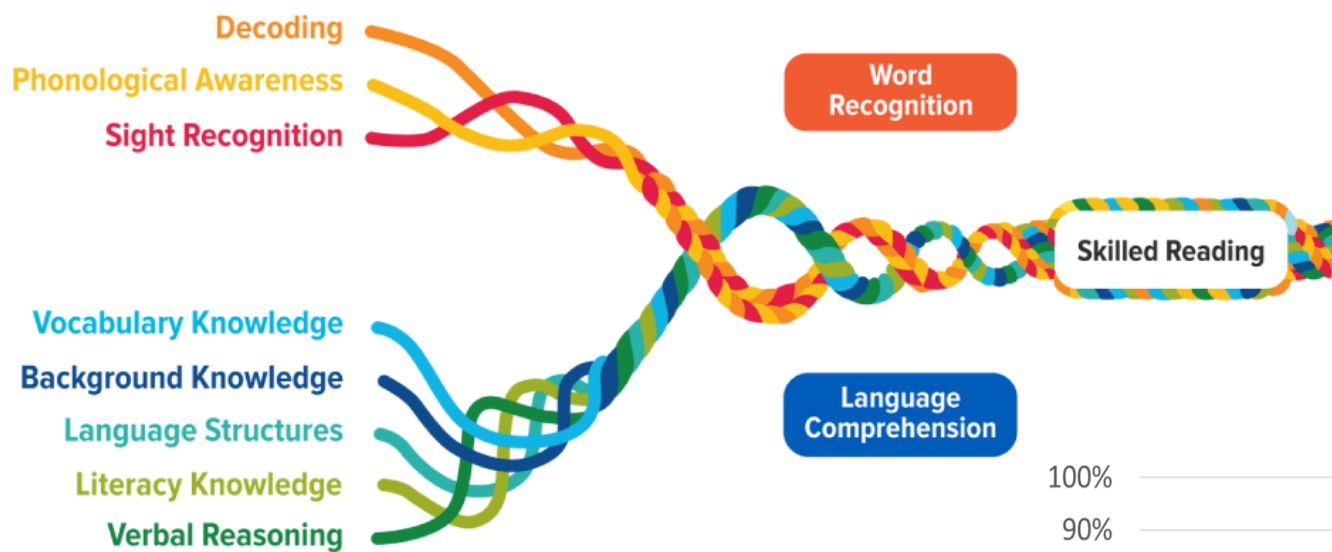 Decoding
Phonological Awareness
Sight Recognition
Word
Recognition
Skilled Reading
Vocabulary Knowledge
Background Knowledge
Language Structures
Literacy Knowledge
Verbal Reasoning
Language
Comprehension
100%
90%